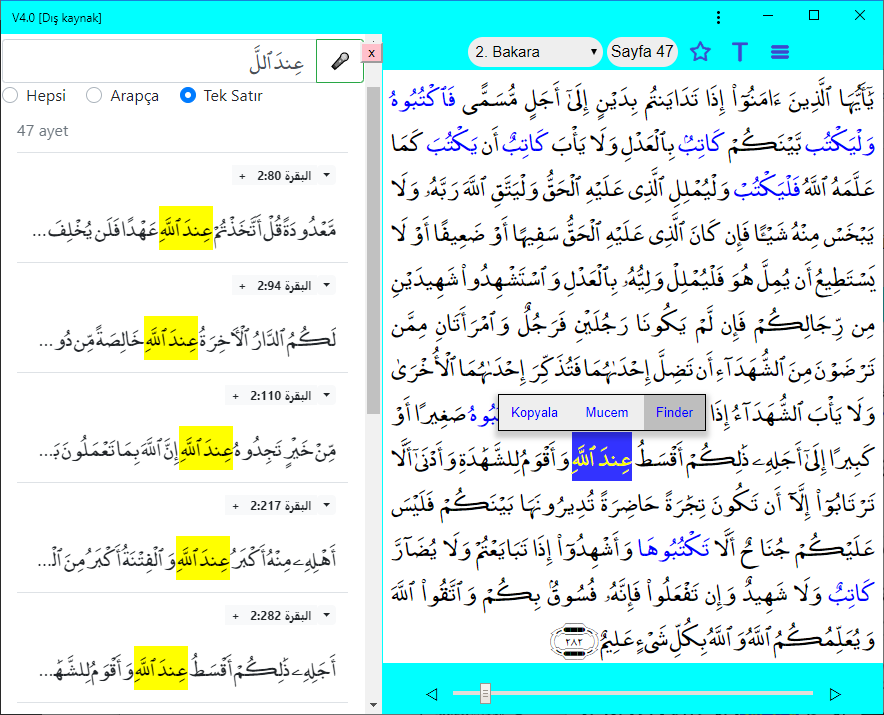 V4.0 [Dış kaynak]
عِندَ ٱللَّ
x
Hepsi
Arapça
Tek Satır
47 ayet
البقرة 2:80 +
مَّعْدُودَةً قُلْ أَتَّخَذْتُمْ عِندَ ٱللَّهِ عَهْدًا فَلَن يُخْلِفَ ...
البقرة 2:94 +
لَكُمُ ٱلدَّارُ ٱلْآخِرَةُ عِندَ ٱللَّهِ خَالِصَةً مِّن دُو ...
البقرة 2:110 +
مِّنْ خَيْرٍ تَجِدُوهُ عِندَ ٱللَّهِ إِنَّ ٱللَّهَ بِمَا تَعْمَلُونَ بَ...
البقرة 2:217 +
أَهْلِهِۦ مِنْهُ أَكْبَرُ عِندَ ٱللَّهِ وَٱلْفِتْنَةُ أَكْبَرُ مِنَ ٱلْ...
البقرة 2:282 +
أَجَلِهِۦ ذَٰلِكُمْ أَقْسَطُ عِندَ ٱللَّهِ وَأَقْوَمُ لِلشَّهَٰ...
2. Bakara
Sayfa 47
T
يَٰٓأَيُّهَا ٱلَّذِينَ ءَامَنُوٓا۟ إِذَا تَدَايَنتُم بِدَيْنٍ إِلَىٰٓ أَجَلٍ مُّسَمًّى فَٱكْتُبُوهُ
وَلْيَكْتُب بَّيْنَكُمْ كَاتِبٌۢ بِٱلْعَدْلِ وَلَا يَأْبَ كَاتِبٌ أَن يَكْتُبَ كَمَا
عَلَّمَهُ ٱللَّهُ فَلْيَكْتُبْ وَلْيُمْلِلِ ٱلَّذِى عَلَيْهِ ٱلْحَقُّ وَلْيَتَّقِ ٱللَّهَ رَبَّهُۥ وَلَا
يَبْخَسْ مِنْهُ شَيْـًٔا فَإِن كَانَ ٱلَّذِى عَلَيْهِ ٱلْحَقُّ سَفِيهًا أَوْ ضَعِيفًا أَوْ لَا
يَسْتَطِيعُ أَن يُمِلَّ هُوَ فَلْيُمْلِلْ وَلِيُّهُۥ بِٱلْعَدْلِ وَٱسْتَشْهِدُوا۟ شَهِيدَيْنِ
مِن رِّجَالِكُمْ فَإِن لَّمْ يَكُونَا رَجُلَيْنِ فَرَجُلٌ وَٱمْرَأَتَانِ مِمَّن
تَرْضَوْنَ مِنَ ٱلشُّهَدَآءِ أَن تَضِلَّ إِحْدَىٰهُمَا فَتُذَكِّرَ إِحْدَىٰهُمَا ٱلْأُخْرَىٰ
وَلَا يَأْبَ ٱلشُّهَدَآءُ إِذَا صَغِيرًا أَوْ
Kopyala Mucem Finder
كَبِيرًا إِلَىٰٓ أَجَلِهِۦ ذَٰلِكُمْ أَقْسَطُ عِندَ ٱللَّهِ وَأَقْوَمُ لِلشَّهَٰدَةِ وَأَدْنَىٰٓ أَلَّا
تَرْتَابُوٓا۟ إِلَّآ أَن تَكُونَ تِجَٰرَةً حَاضِرَةً تُدِيرُونَهَا بَيْنَكُمْ فَلَيْسَ
عَلَيْكُمْ جُنَاحٌ أَلَّا تَكْتُبُوهَا وَأَشْهِدُوٓا۟ إِذَا تَبَايَعْتُمْ وَلَا يُضَآرَّ
كَاتِبٌ وَلَا شَهِيدٌ وَإِن تَفْعَلُوا۟ فَإِنَّهُۥ فُسُوقٌۢ بِكُمْ وَٱتَّقُوا۟ ٱللَّهَ
وَيُعَلِّمُكُمُ ٱللَّهُ وَٱللَّهُ بِكُلِّ شَىْءٍ عَلِيمٌ ٢٨٢